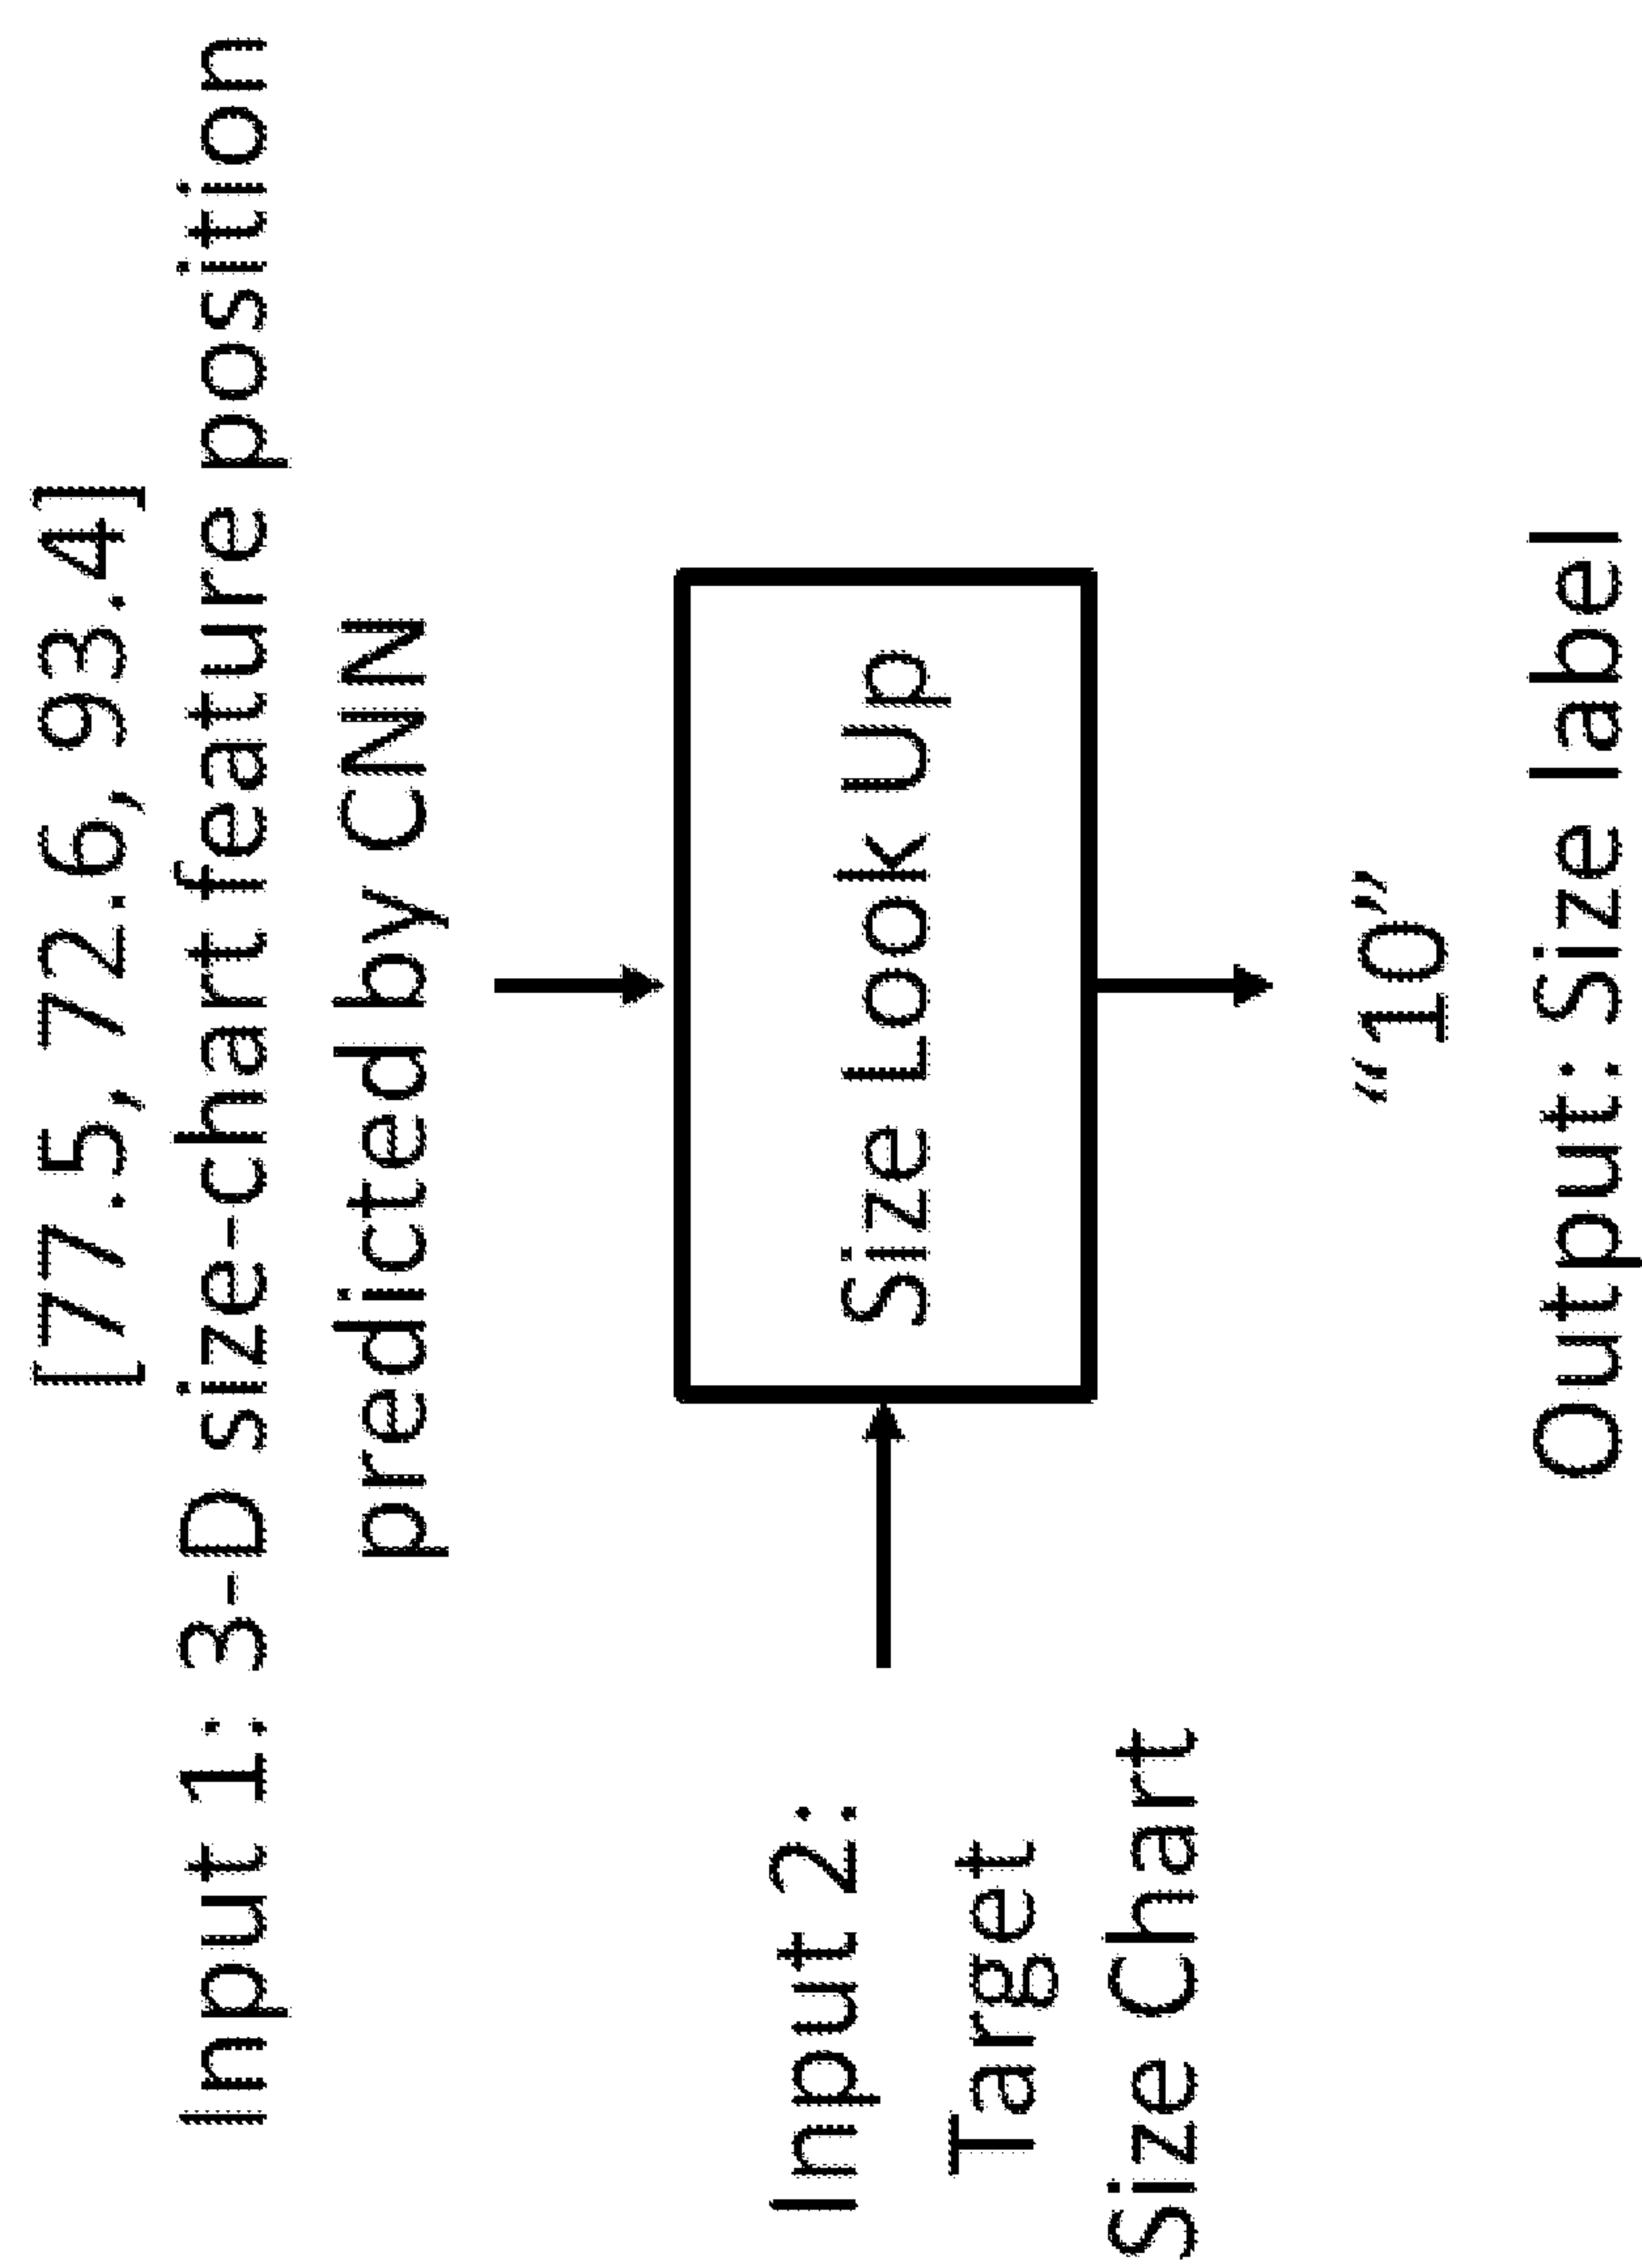 [77.5, 72.6, 93.4]
Input 1: 3-D size-chart feature position
predicted by CNN
Input 2:
Target
Size Chart
Size Look Up
“10”
Output: Size label